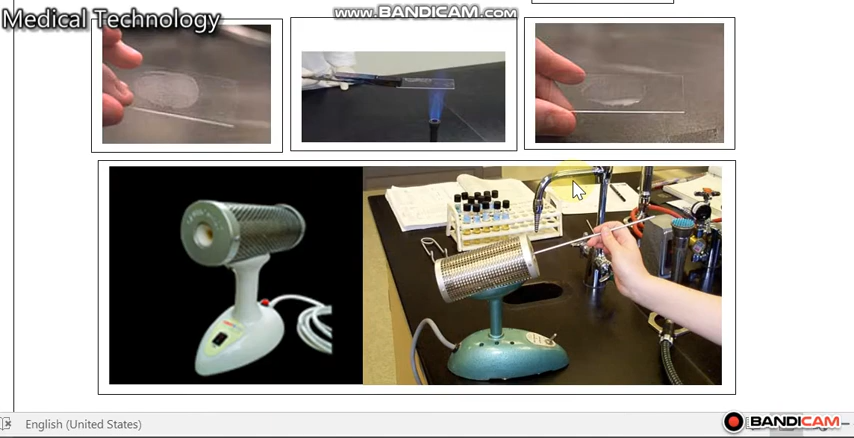 Medical Technology
www.BANDICAM.com
English (United States)
BANDICAM